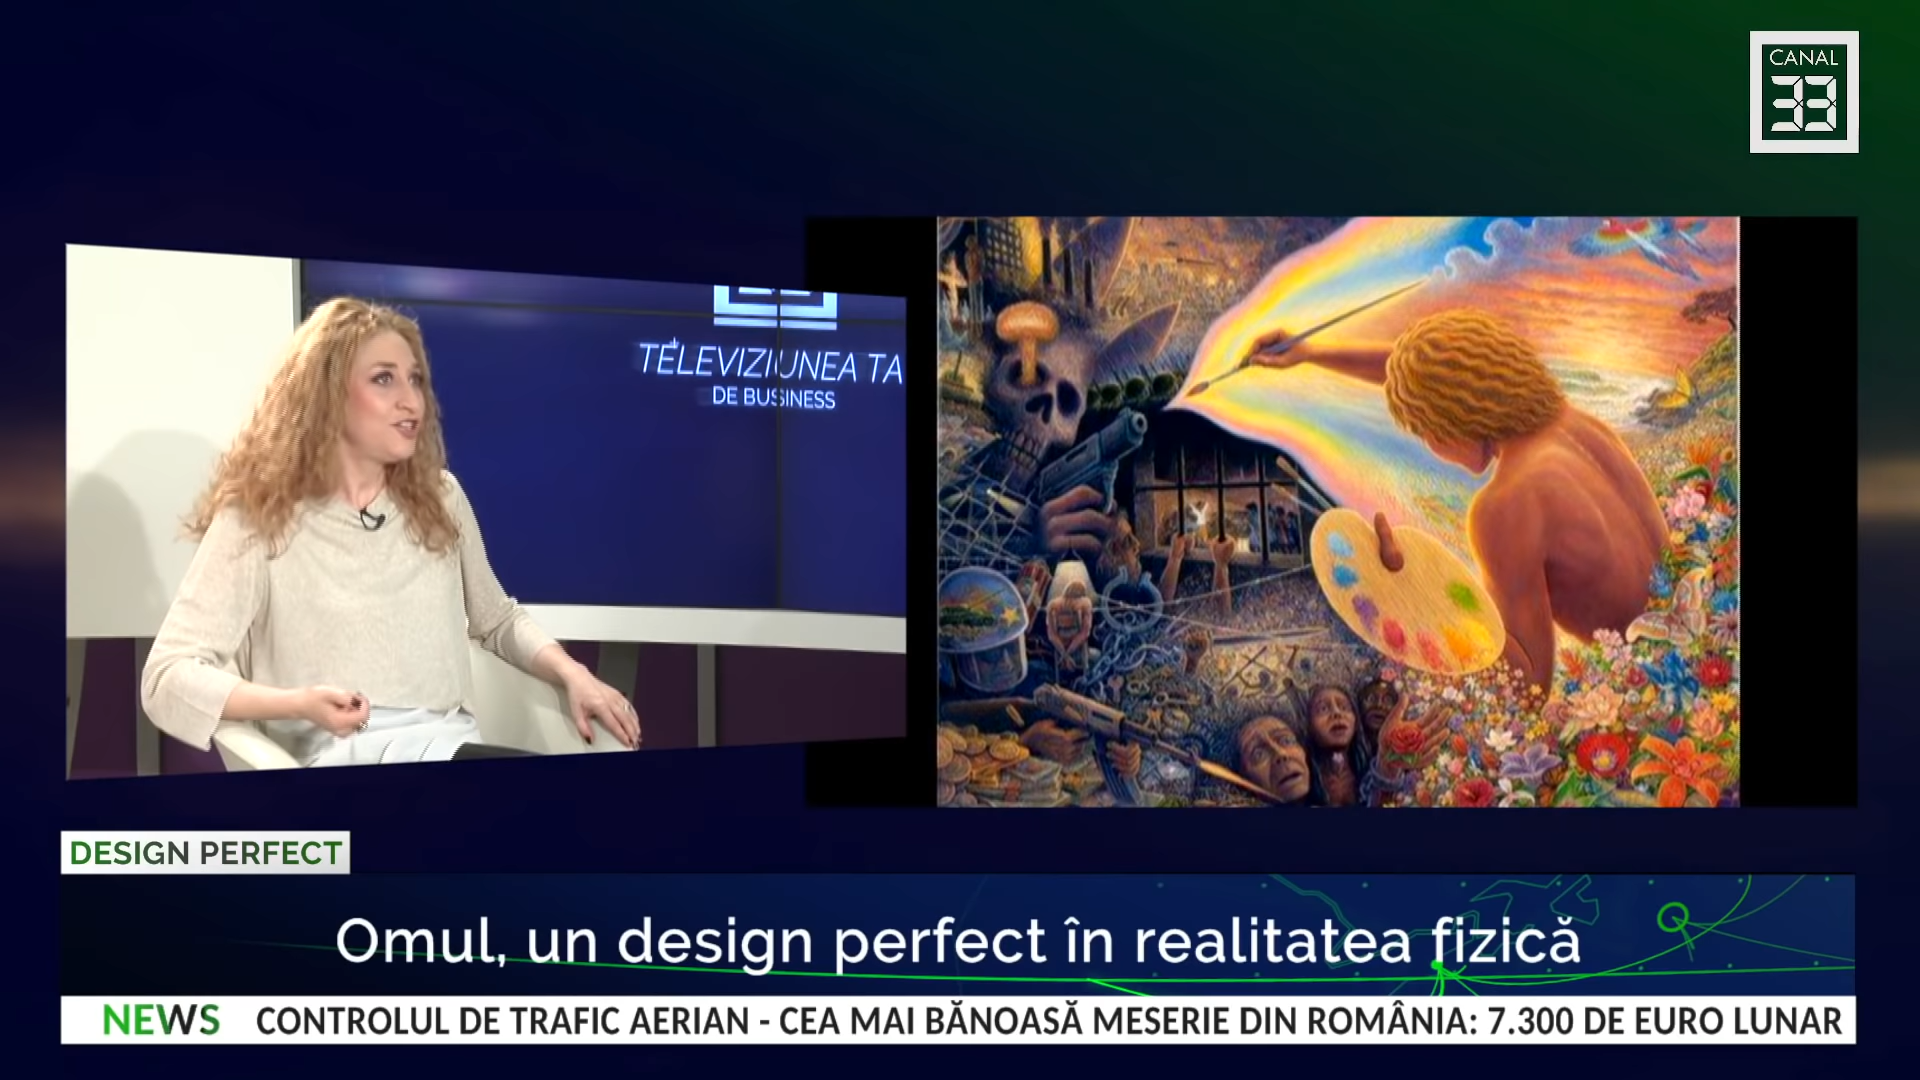 CANAL
33
TELEVIZIUNEA TA
DE BUSINESS
DESIGN PERFECT
Omul, un design perfect în realitatea fizică
NEWS CONTROLUL DE TRAFIC AERIAN - CEA MAI BĂNOASĂ MESERIE DIN ROMÂNIA: 7.300 DE EURO LUNAR